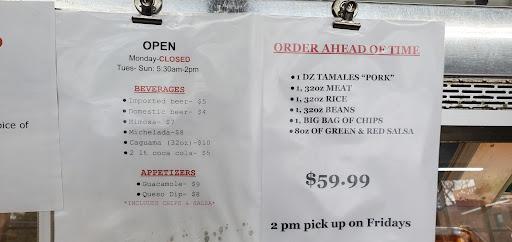 oice of
OPEN
Monday-CLOSED
Tues- Sun: 5:30am-2pm
BEVERAGES
• Imported beer- $5
• Domestic beer- $4
• Mimosa- $7
• Michelada-$8
• Caguama (32oz)-$10
• 2 lt coca cola- $5
APPETIZERS
• Guacamole- $9
• Queso Dip- $8
*INCLUDES CHIPS & SALSA*
ORDER AHEAD OF TIME
• 1 DZ TAMALES "PORK"
• 1, 32oz MEAT
• 1, 32oz RICE
• 1, 32oz BEANS
• 1, BIG BAG OF CHIPS
• 8oz OF GREEN & RED SALSA
$59.99
2 pm pick up on Fridays